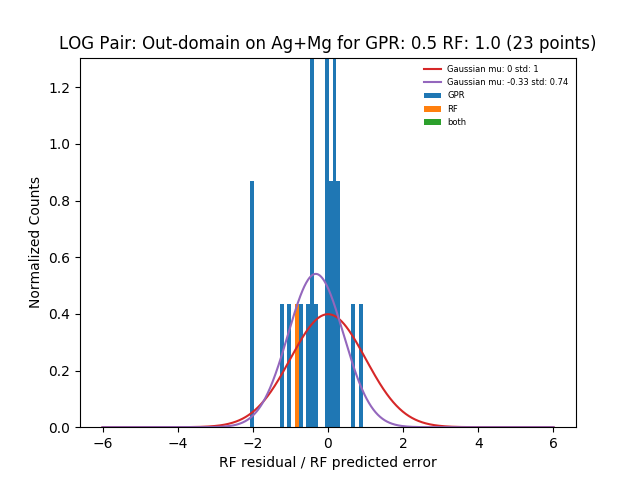 LOG Pair: Out-domain on Ag+Mg for GPR: 0.5 RF: 1.0 (23 points)
Gaussian mu: 0 std: 1
Gaussian mu: -0.33 std: 0.74
GPR
RF
both
Normalized Counts
1.2
1.0
0.8
0.6
0.4
0.2
0.0
−6
−4
−2
0
2
4
6
RF residual / RF predicted error